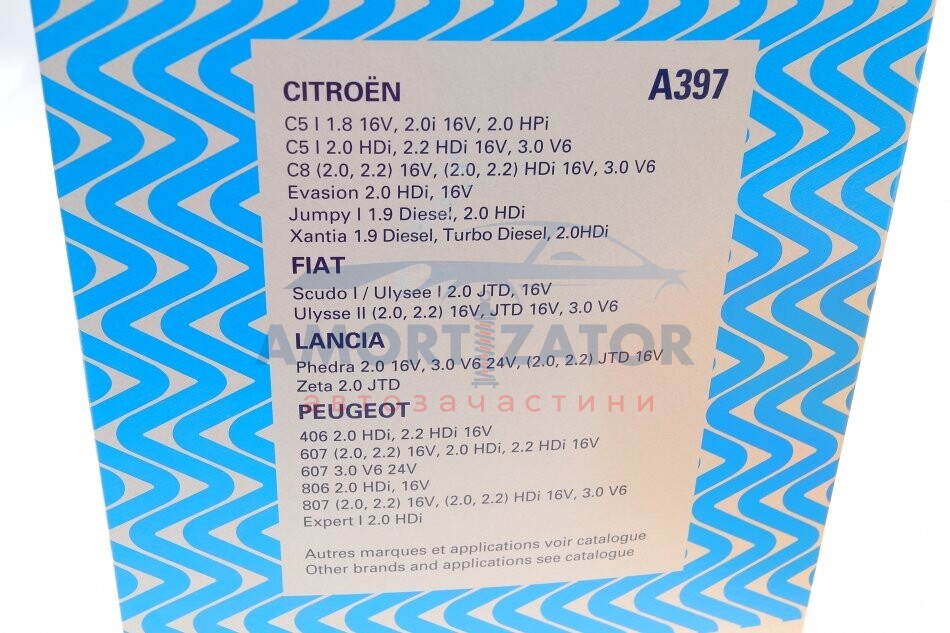 CITROËN
A397
C5 I 1.8 16V, 2.0i 16V, 2.0 HPi
C5 I 2.0 HDi, 2.2 HDi 16V, 3.0 V6
C8 (2.0, 2.2) 16V, (2.0, 2.2) HDi 16V, 3.0 V6
Evasion 2.0 HDi, 16V
Jumpy I 1.9 Diesel, 2.0 HDi
Xantia 1.9 Diesel, Turbo Diesel, 2.0HDi
FIAT
Scudo I / Ulysee I 2.0 JTD, 16V
Ulysse II (2.0, 2.2) 16V, JTD 16V, 3.0 V6
AMORTIZATOR
LANCIA
Phedra 2.0 16V, 3.0 V6 24V, (2.0, 2.2) JTD 16V
Zeta 2.0 JTD
автозачастини
PEUGEOT
406 2.0 HDi, 2.2 HDi 16V
607 (2.0, 2.2) 16V, 2.0 HDi, 2.2 HDi 16V
607 3.0 V6 24V
806 2.0 HDi, 16V
807 (2.0, 2.2) 16V, (2.0, 2.2) HDi 16V, 3.0 V6
Expert I 2.0 HDi
Autres marques et applications voir catalogue
Other brands and applications see catalogue